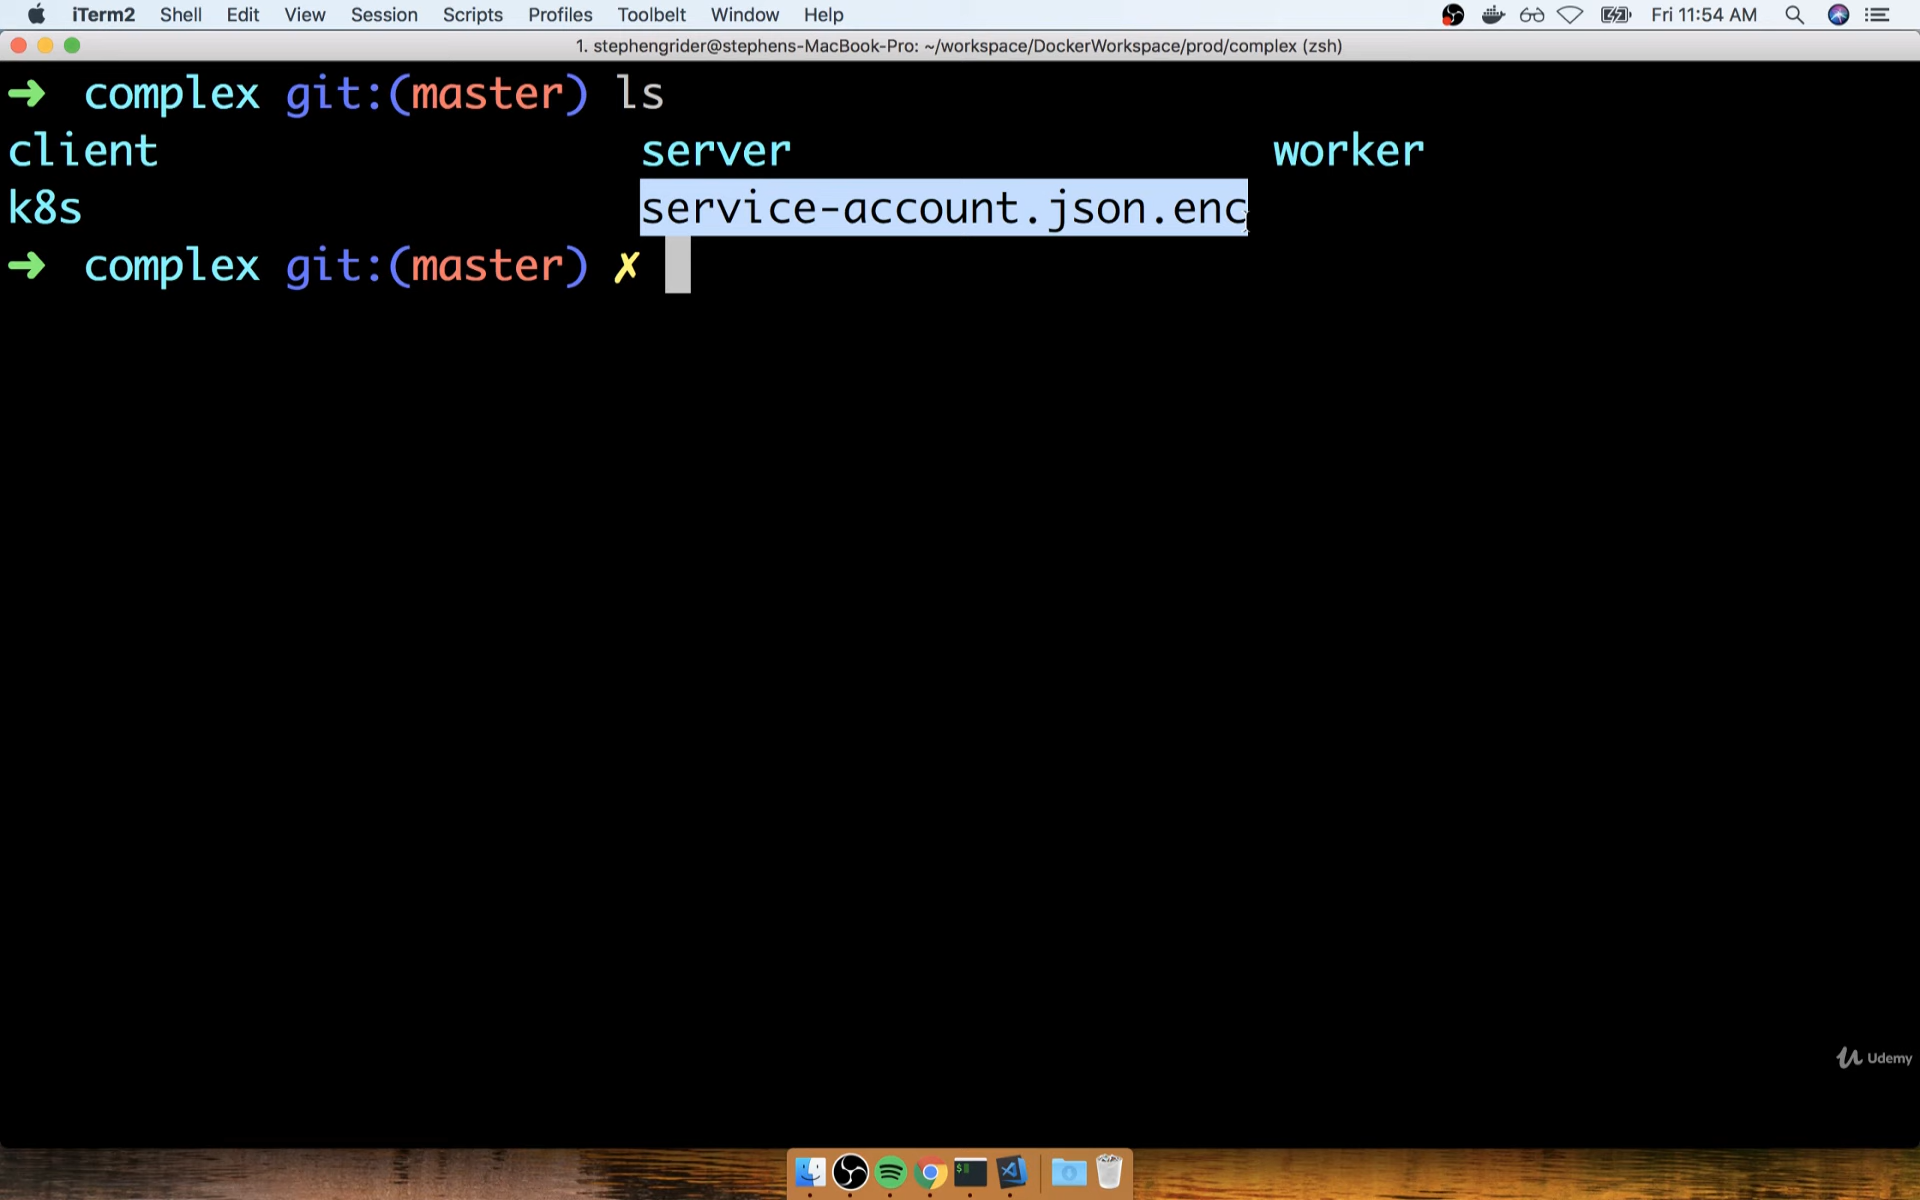 iTerm2 Shell Edit View Session Scripts Profiles Toolbelt Window Help Fri 11:54 AM
1. stephengrider@stephens-MacBook-Pro: ~/workspace/DockerWorkspace/prod/complex (zsh)
➜ complex git:(master) ls
client server worker
k8s service-account.json.enc
➜ complex git:(master) ✗
Udemy